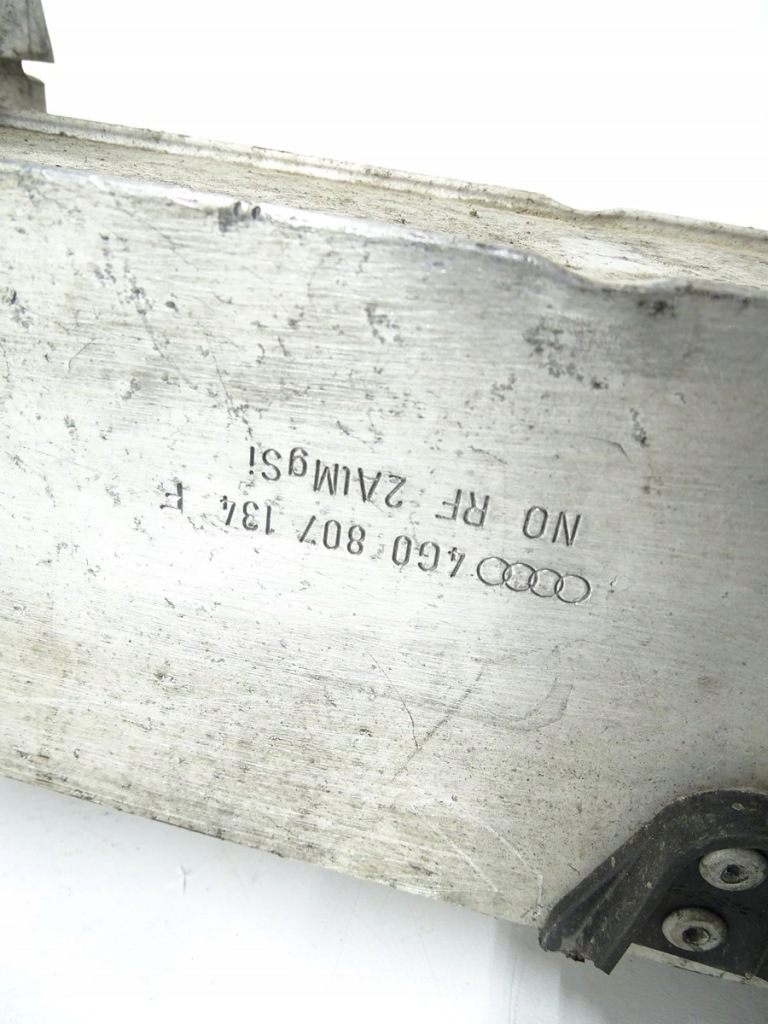 4G0 807 134 F
NO RF 2AlMgSi